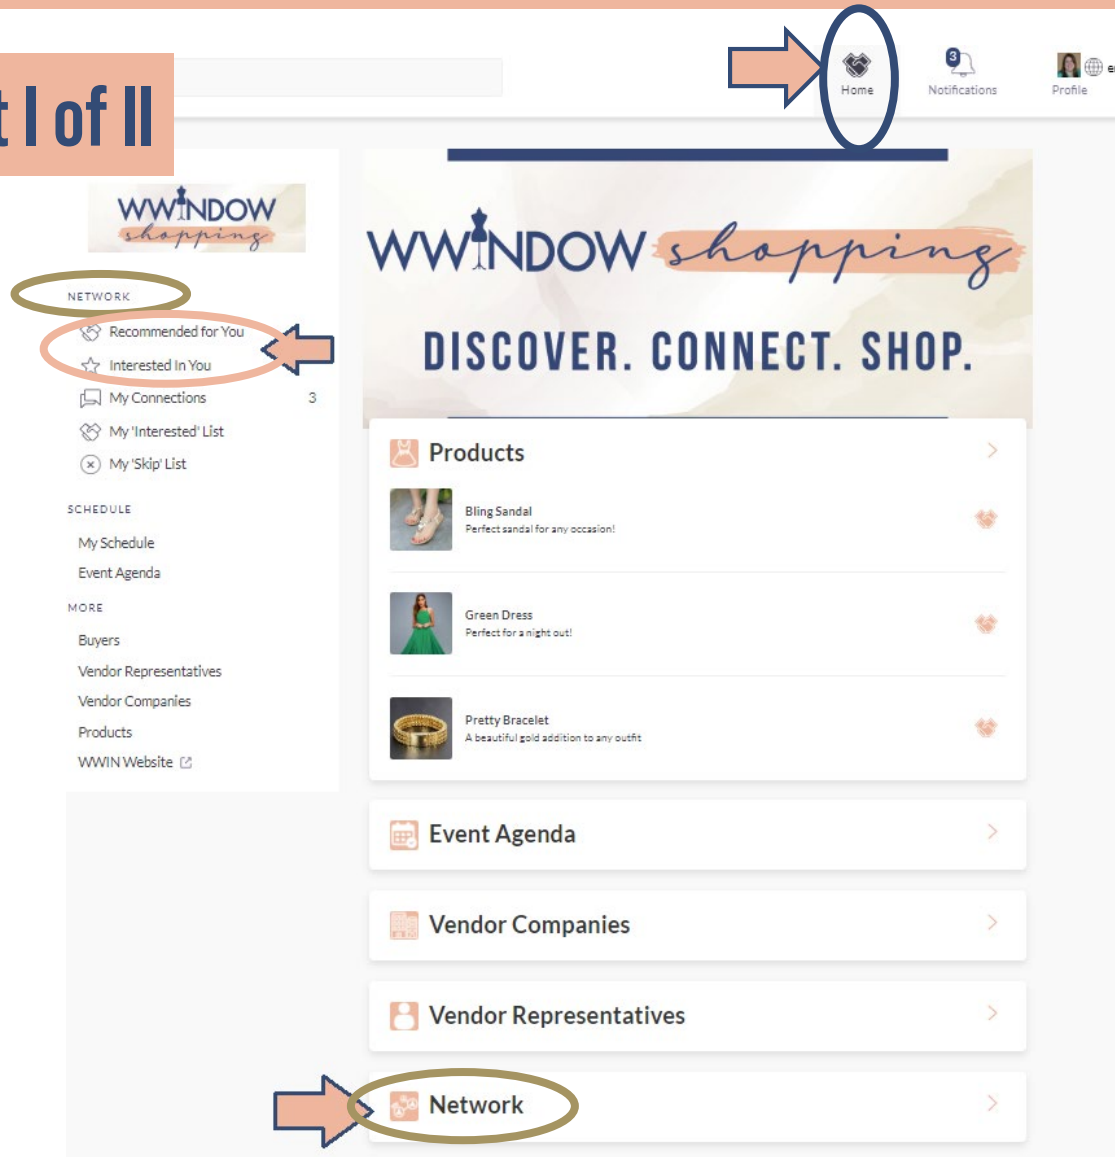 3
Home
Notifications
Profile
t I of II
WWINDOW
shopping
NETWORK
Recommended for You
Interested In You
My Connections 3
My 'Interested' List
My 'Skip' List
SCHEDULE
My Schedule
Event Agenda
MORE
Buyers
Vendor Representatives
Vendor Companies
Products
WWIN Website
WWINDOW shopping
DISCOVER. CONNECT. SHOP.
Products
Bling Sandal
Perfect sandal for any occasion!
Green Dress
Perfect for a night out!
Pretty Bracelet
A beautiful gold addition to any outfit
Event Agenda
Vendor Companies
Vendor Representatives
Network